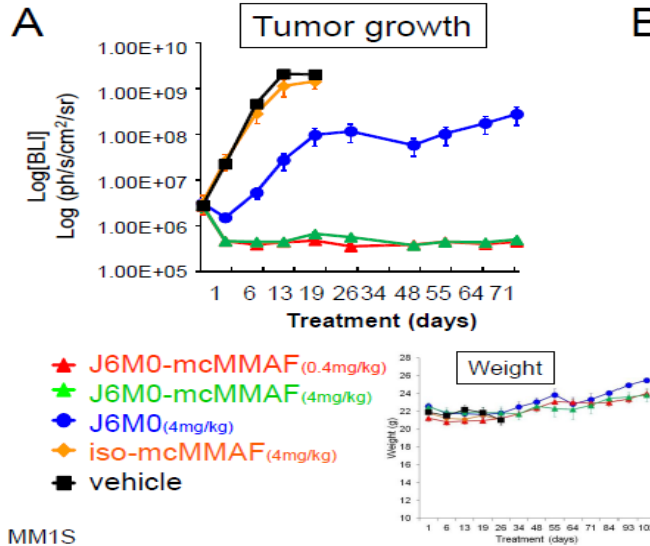 A
Tumor growth
B
1.00E+10
1.00E+09
1.00E+08
1.00E+07
1.00E+06
1.00E+05
Log[BLI]
Log (ph/s/cm²/sr)
1 6 13 19 26 34 48 55 64 71
Treatment (days)
J6M0-mcMMAF(0.4mg/kg)
J6M0-mcMMAF(4mg/kg)
J6M0(4mg/kg)
iso-mcMMAF(4mg/kg)
vehicle
MM1S
Weight
28
26
24
22
20
18
16
14
12
10
Weight (g)
1 6 13 19 26 34 48 55 64 71 84 93 10
Treatment (days)